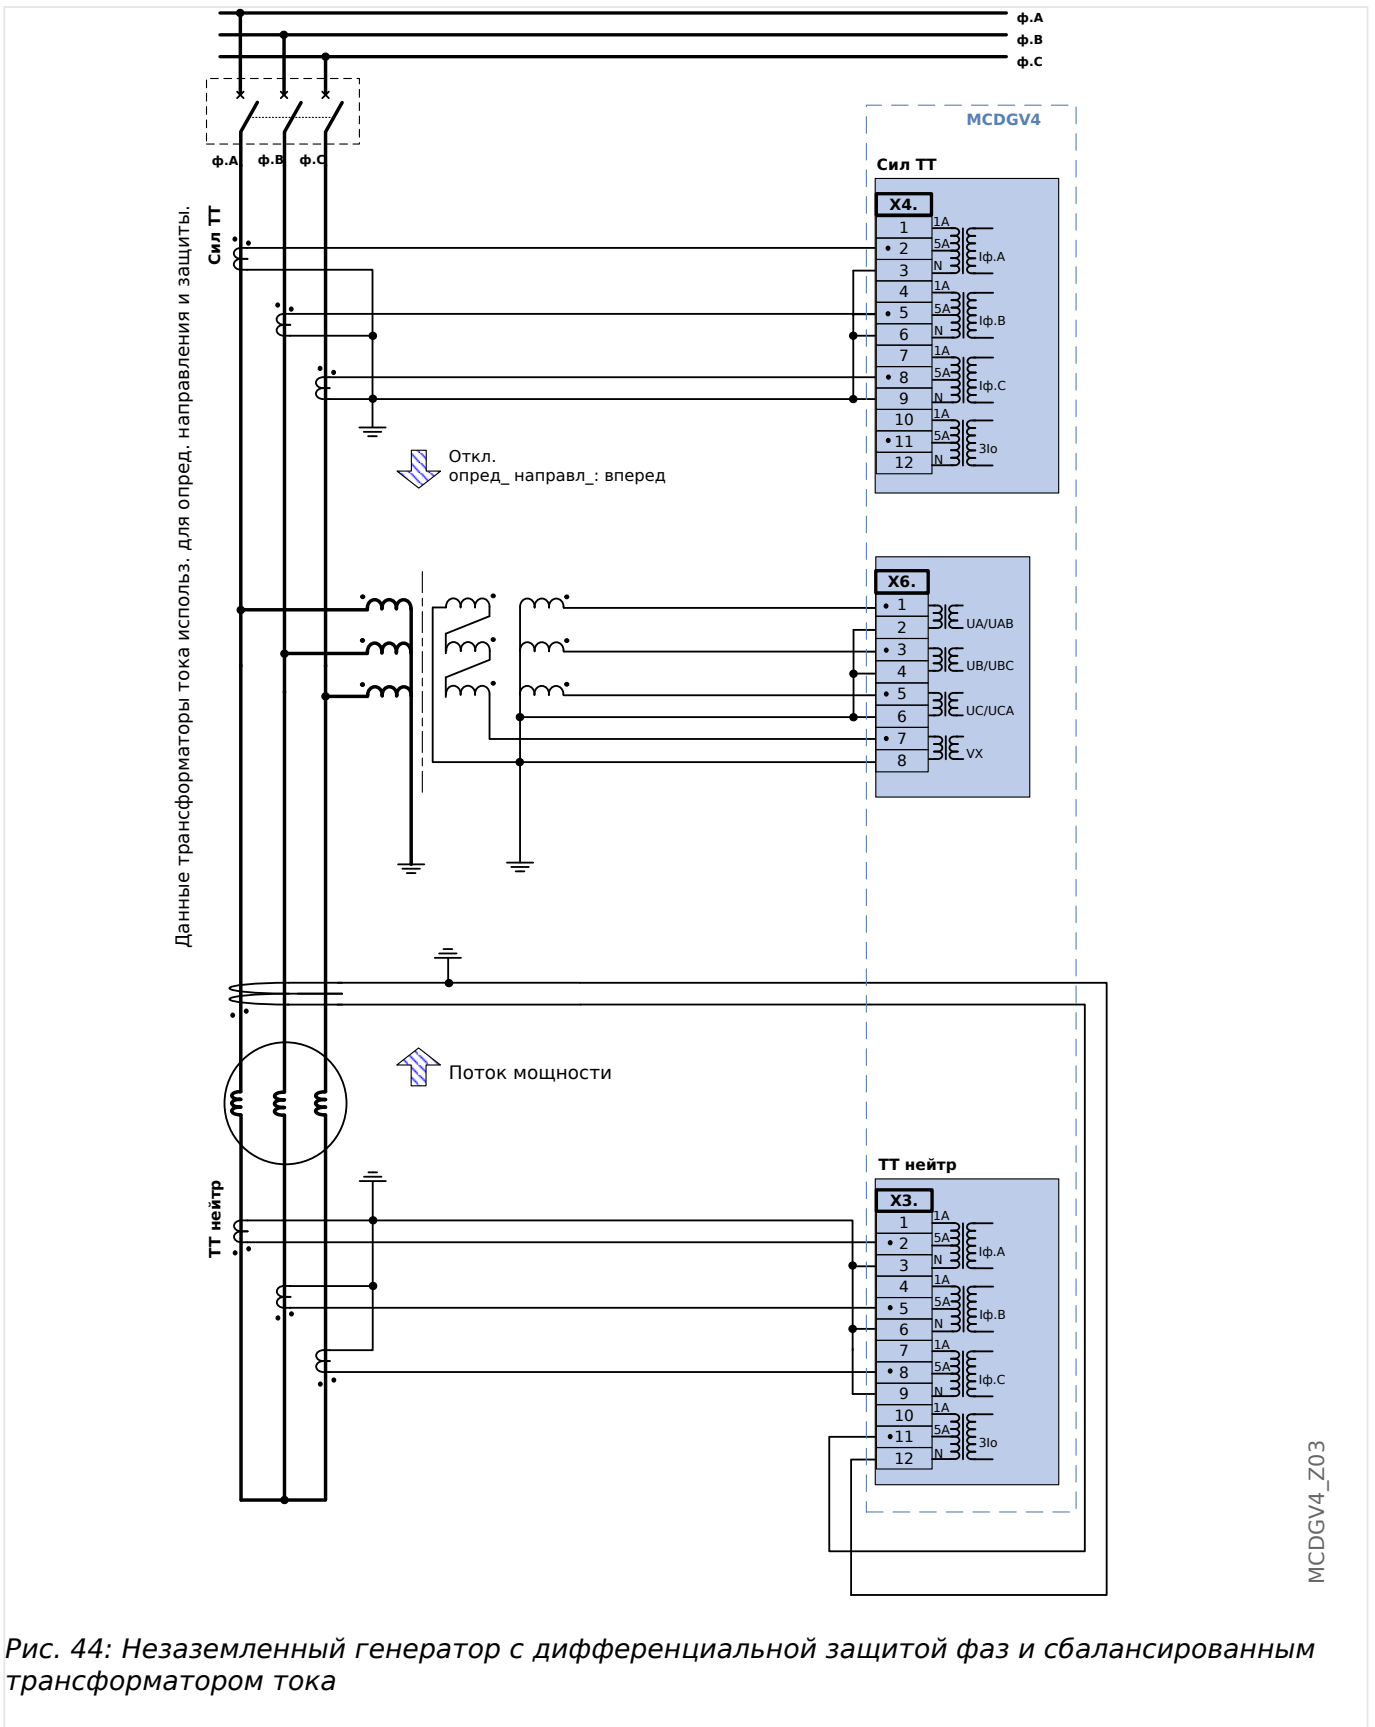 ф.A
ф.B
ф.C
MCDGV4
ф.A ф.B ф.C
Сил ТТ
Данные трансформаторы тока использ. для опред. направления и защиты.
Сил ТТ
X4.
1 1A
2 5A
3 N
Iф.A
4 1A
5 5A
6 N
Iф.B
7 1A
8 5A
9 N
Iф.C
10 1A
11 5A
12 N
3Io
Откл.
опред_ направл_: вперед
X6.
1
2
UA/UAB
3
4
UB/UBC
5
6
UC/UCA
7
8
VX
Поток мощности
ТТ нейтр
ТТ нейтр
X3.
1 1A
2 5A
3 N
Iф.A
4 1A
5 5A
6 N
Iф.B
7 1A
8 5A
9 N
Iф.C
10 1A
11 5A
12 N
3Io
MCDGV4_Z03
Рис. 44: Незаземленный генератор с дифференциальной защитой фаз и сбалансированным
трансформатором тока